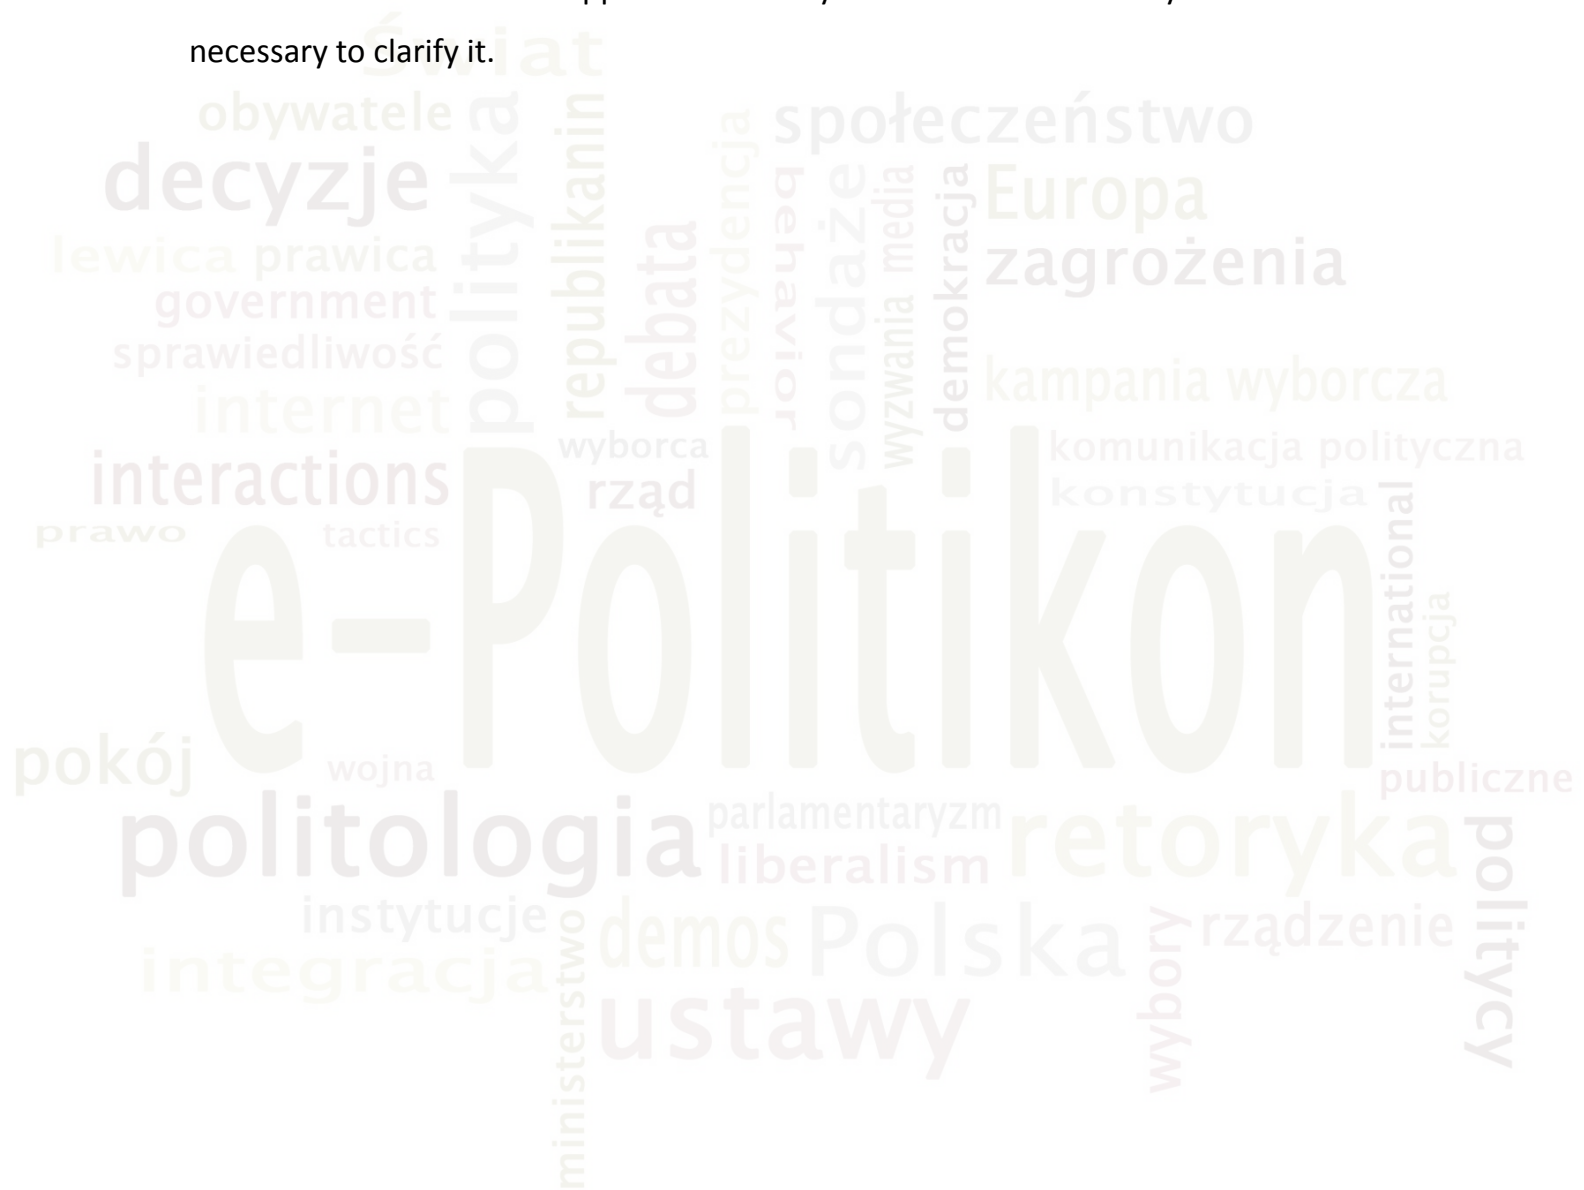 necessary to clarify it.
Świat
obywatele
decyzje
lewica prawica
government
sprawiedliwość
internet
interactions
prawo
tactics
polityka
republikanin
debata
prezydencja
behavior
sondaże
wyzwania media
demokracja
społeczeństwo
Europa
zagrożenia
kampania wyborcza
wyborca
rząd
komunikacja polityczna
konstytucja
e-Politikon
international
korupcja
pokój
wojna
publiczne
politologia
parlamentaryzm
liberalism
retoryka
politycy
instytucje
integracja
ministerstwo
demos
Polska
ustawy
wybory
rządzenie